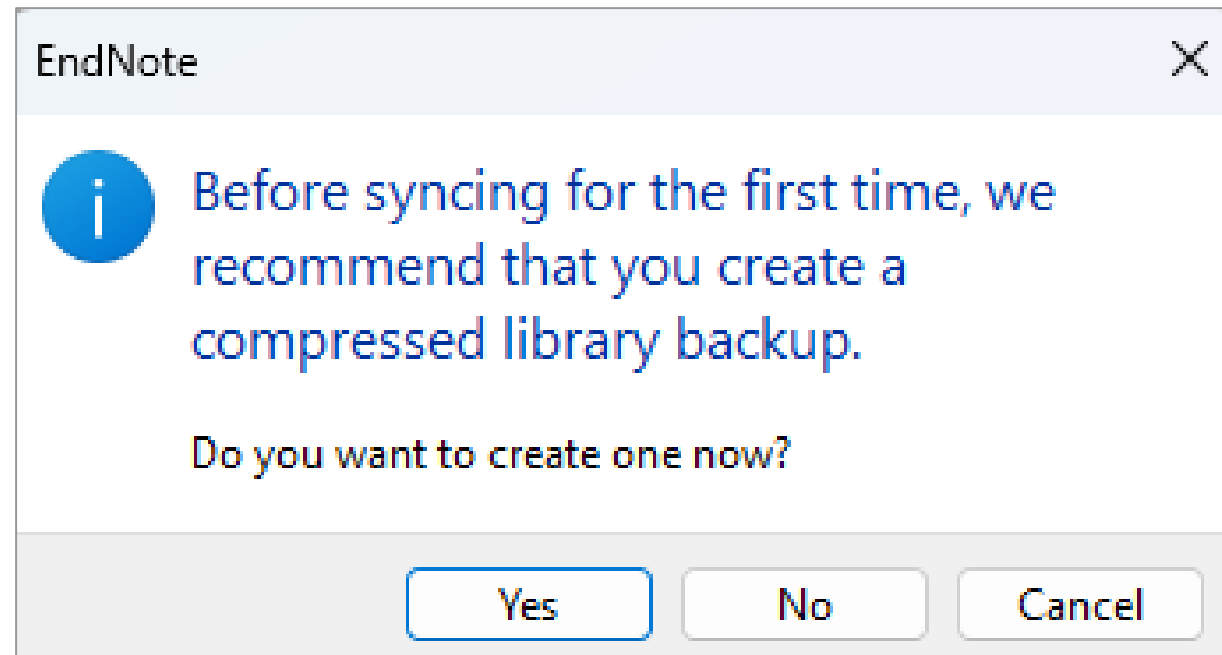 EndNote
Before syncing for the first time, we
recommend that you create a
compressed library backup.
Do you want to create one now?
Yes No Cancel